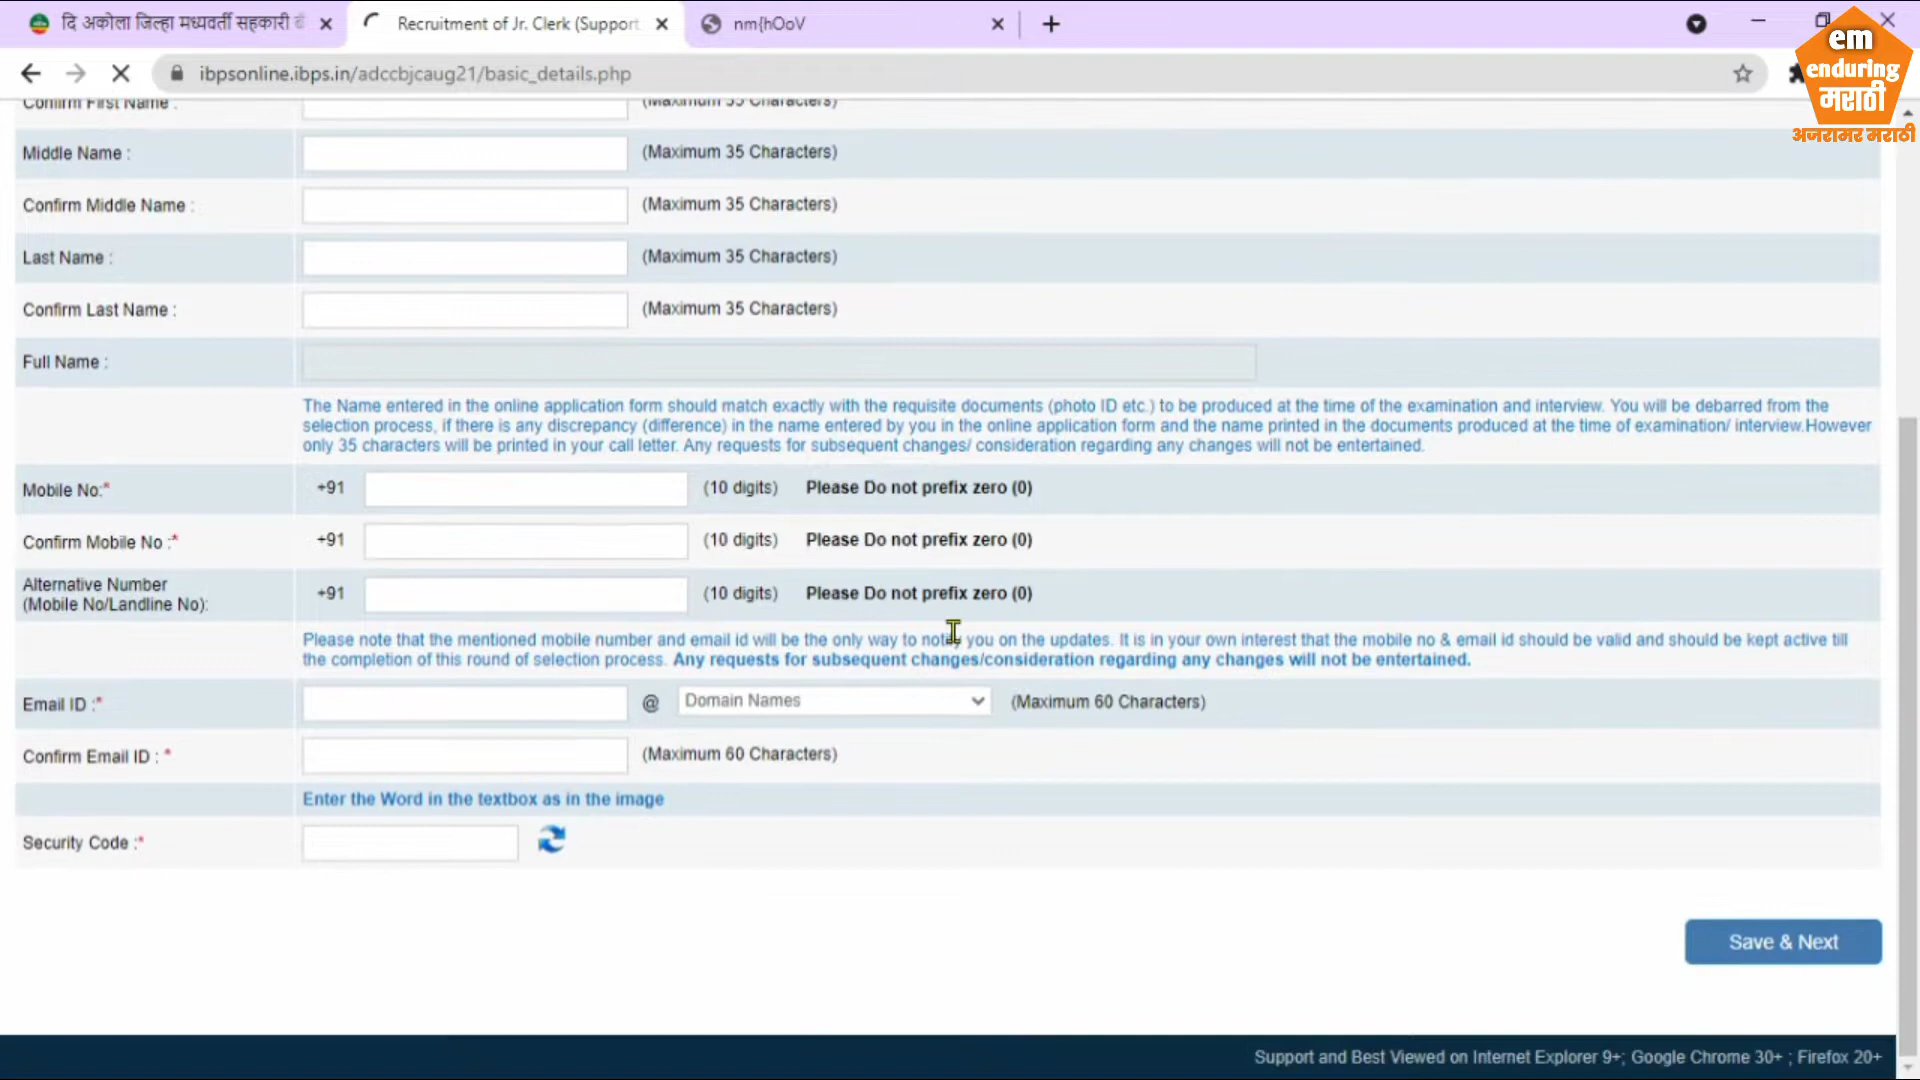 दि अकोला जिल्हा मध्यवर्ती सहकारी बँ
Recruitment of Jr. Clerk (Support
nm{hOoV
ibpsonline.ibps.in/adccbjcaug21/basic_details.php
em
enduring
मराठी
अजरामर मराठी
Confirm First Name : (Maximum 35 Characters)
Middle Name : (Maximum 35 Characters)
Confirm Middle Name : (Maximum 35 Characters)
Last Name : (Maximum 35 Characters)
Confirm Last Name : (Maximum 35 Characters)
Full Name :
The Name entered in the online application form should match exactly with the requisite documents (photo ID etc.) to be produced at the time of the examination and interview. You will be debarred from the
selection process, if there is any discrepancy (difference) in the name entered by you in the online application form and the name printed in the documents produced at the time of examination/ interview.However
only 35 characters will be printed in your call letter. Any requests for subsequent changes/ consideration regarding any changes will not be entertained.
Mobile No:* +91 (10 digits) Please Do not prefix zero (0)
Confirm Mobile No :* +91 (10 digits) Please Do not prefix zero (0)
Alternative Number
(Mobile No/Landline No): +91 (10 digits) Please Do not prefix zero (0)
Please note that the mentioned mobile number and email id will be the only way to notify you on the updates. It is in your own interest that the mobile no & email id should be valid and should be kept active till
the completion of this round of selection process. Any requests for subsequent changes/consideration regarding any changes will not be entertained.
Email ID :* @ Domain Names (Maximum 60 Characters)
Confirm Email ID : * (Maximum 60 Characters)
Enter the Word in the textbox as in the image
Security Code :*
Save & Next
Support and Best Viewed on Internet Explorer 9+; Google Chrome 30+ ; Firefox 20+